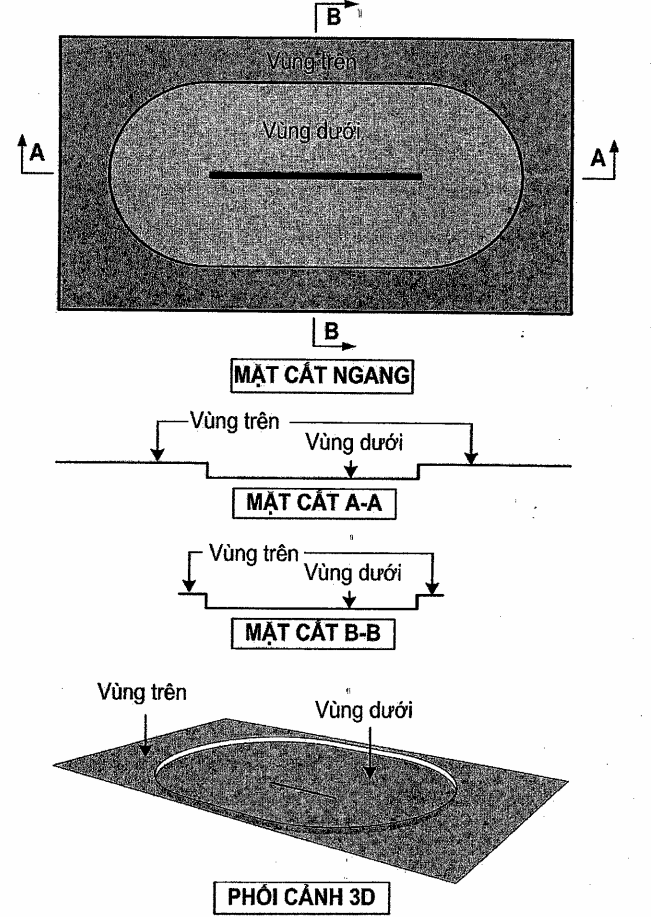 B
Vùng trên
Vùng dưới
A
A
B
MẶT CẮT NGANG
Vùng trên
Vùng dưới
MẶT CẮT A-A
Vùng trên
Vùng dưới
MẶT CẮT B-B
Vùng trên
Vùng dưới
PHỐI CẢNH 3D